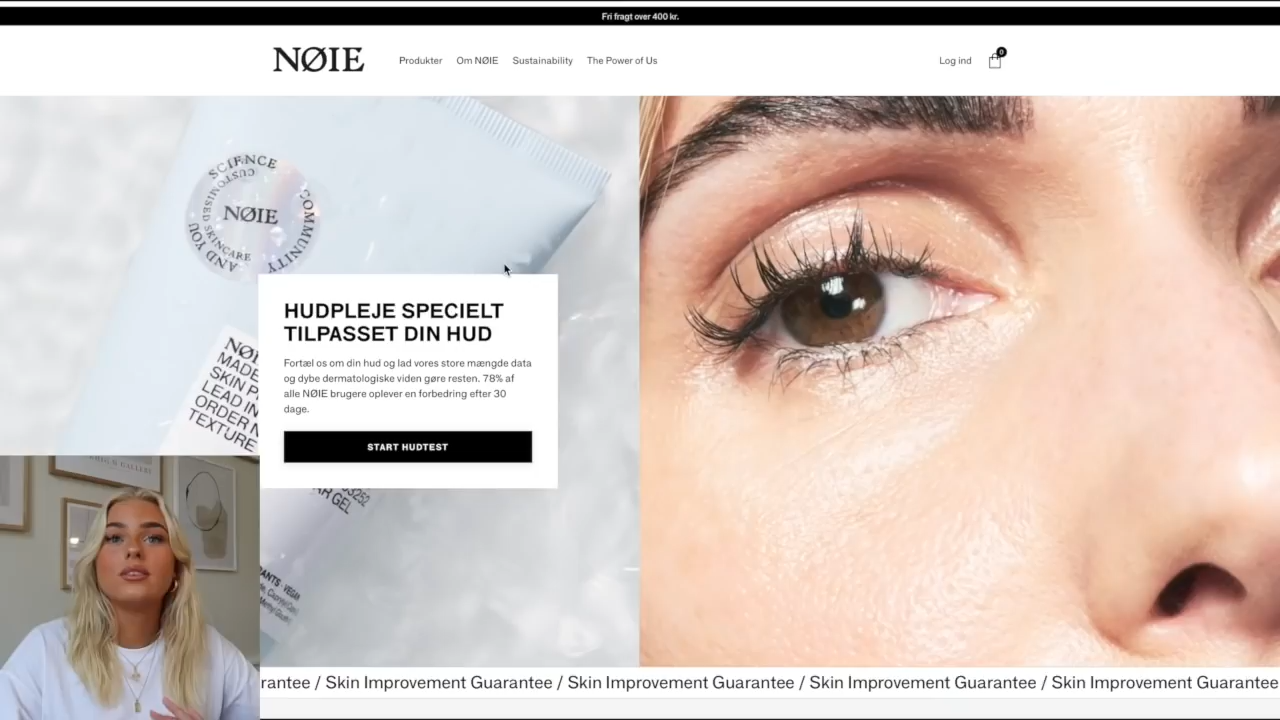 Fri fragt over 400 kr.
NØIE
Produkter Om NØIE Sustainability The Power of Us
Log ind
0
SCIENCE COMMUNITY AND YOU
CUSTOMISED SKINCARE
NØIE
HUDPLEJE SPECIELT
TILPASSET DIN HUD
Fortæl os om din hud og lad vores store mængde data
og dybe dermatologiske viden gøre resten. 78% af
alle NØIE brugere oplever en forbedring efter 30
dage.
START HUDTEST
MADE
SKIN
LEAD
ORDER
TEXTURE
GEL
rantee / Skin Improvement Guarantee / Skin Improvement Guarantee / Skin Improvement Guarantee / Skin Improvement Guarantee